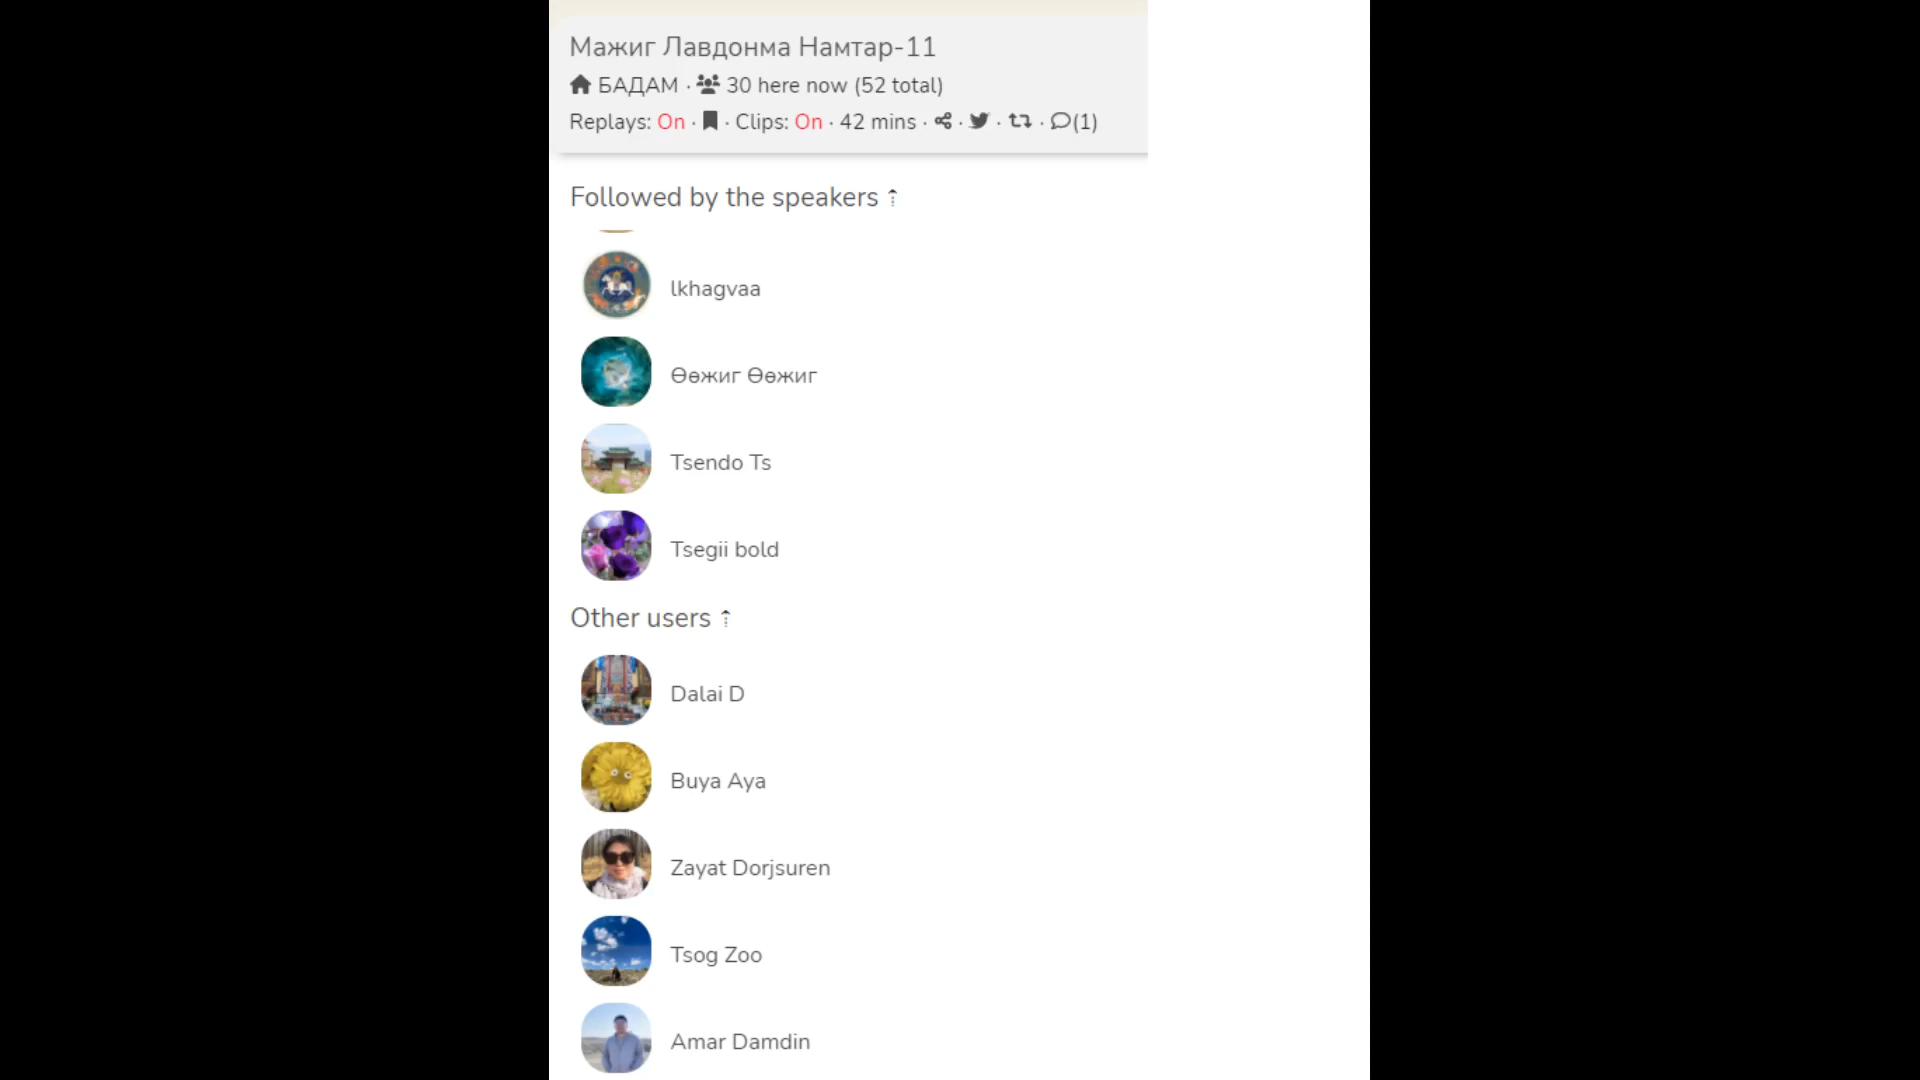 Мажиг Лавдонма Намтар-11
БАДАМ · 30 here now (52 total)
Replays: On · · Clips: On · 42 mins · · · · (1)
Followed by the speakers ⇡
lkhagvaa
Өөжиг Өөжиг
Tsendo Ts
Tsegii bold
Other users ⇡
Dalai D
Buya Aya
Zayat Dorjsuren
Tsog Zoo
Amar Damdin